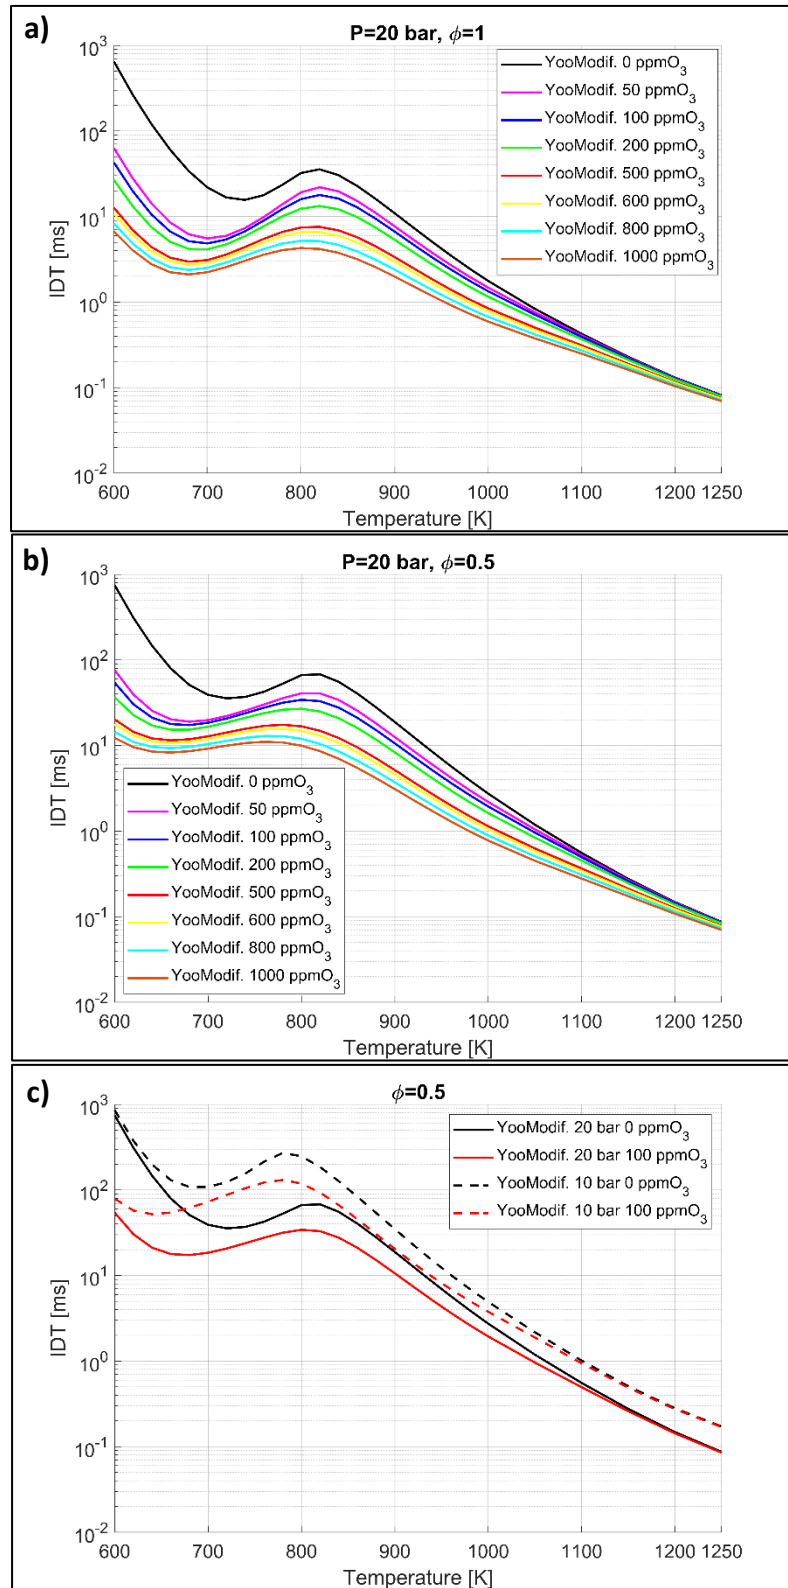 a)
P=20 bar, ϕ=1
IDT [ms]
10³
10²
10¹
10⁰
10⁻¹
10⁻²
YooModif. 0 ppmO₃
YooModif. 50 ppmO₃
YooModif. 100 ppmO₃
YooModif. 200 ppmO₃
YooModif. 500 ppmO₃
YooModif. 600 ppmO₃
YooModif. 800 ppmO₃
YooModif. 1000 ppmO₃
600 700 800 900 1000 1100 1200 1250
Temperature [K]
b)
P=20 bar, ϕ=0.5
IDT [ms]
10³
10²
10¹
10⁰
10⁻¹
10⁻²
YooModif. 0 ppmO₃
YooModif. 50 ppmO₃
YooModif. 100 ppmO₃
YooModif. 200 ppmO₃
YooModif. 500 ppmO₃
YooModif. 600 ppmO₃
YooModif. 800 ppmO₃
YooModif. 1000 ppmO₃
600 700 800 900 1000 1100 1200 1250
Temperature [K]
c)
ϕ=0.5
IDT [ms]
10³
10²
10¹
10⁰
10⁻¹
10⁻²
YooModif. 20 bar 0 ppmO₃
YooModif. 20 bar 100 ppmO₃
YooModif. 10 bar 0 ppmO₃
YooModif. 10 bar 100 ppmO₃
600 700 800 900 1000 1100 1200 1250
Temperature [K]